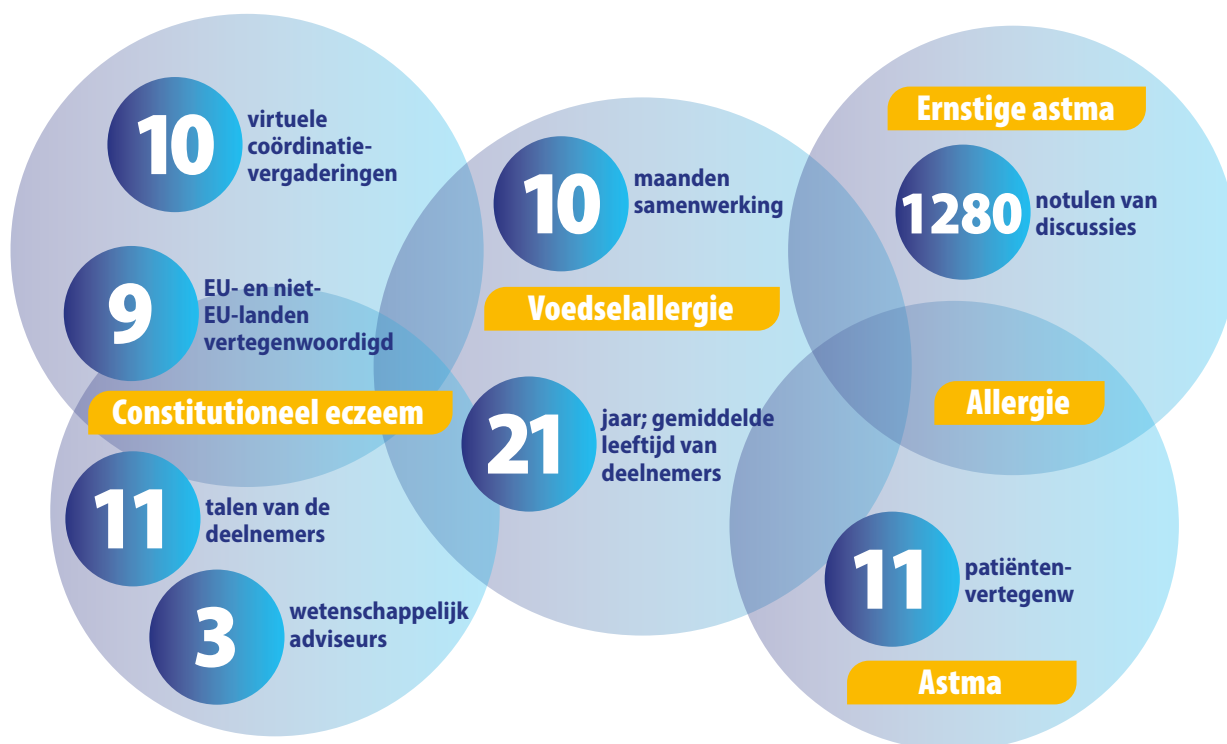 10
virtuele
coördinatie-
vergaderingen
9
EU- en niet-
EU-landen
vertegenwoordigd
Constitutioneel eczeem
11
talen van de
deelnemers
3
wetenschappelijk
adviseurs
10
maanden
samenwerking
Voedselallergie
21
jaar; gemiddelde
leeftijd van
deelnemers
Ernstige astma
1280
notulen van
discussies
Allergie
11
patiënten-
vertegenw
Astma